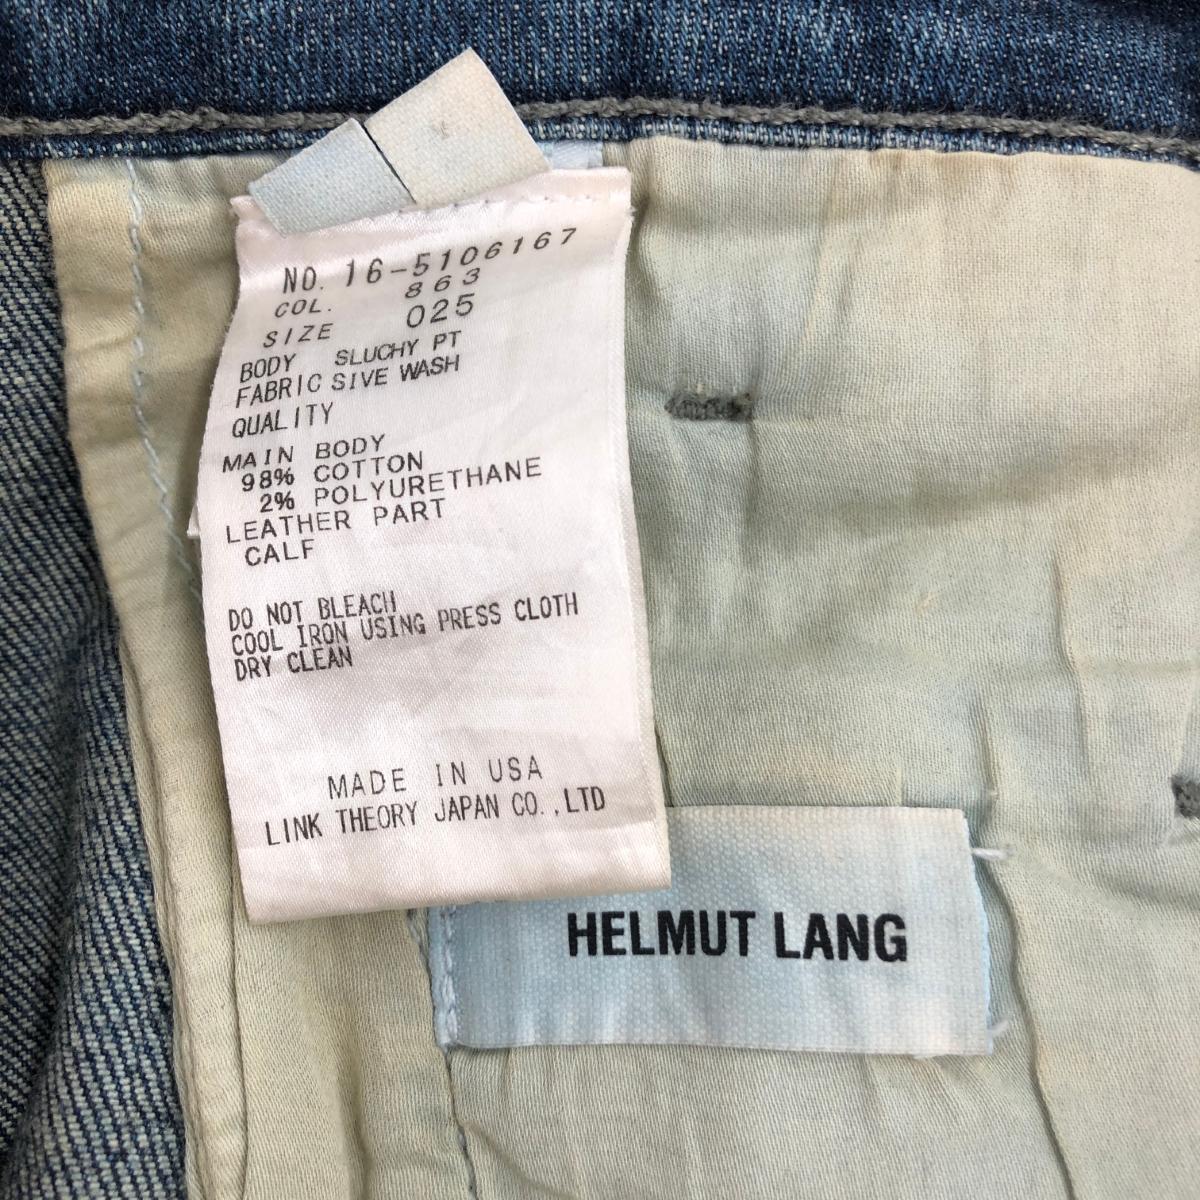 NO. 16-5106167
COL. 863
SIZE 025
BODY SLUCHY PT
FABRIC SIVE WASH
QUALITY
MAIN BODY
98% COTTON
2% POLYURETHANE
LEATHER PART
CALF
DO NOT BLEACH
COOL IRON USING PRESS CLOTH
DRY CLEAN
MADE IN USA
LINK THEORY JAPAN CO.,LTD
HELMUT LANG